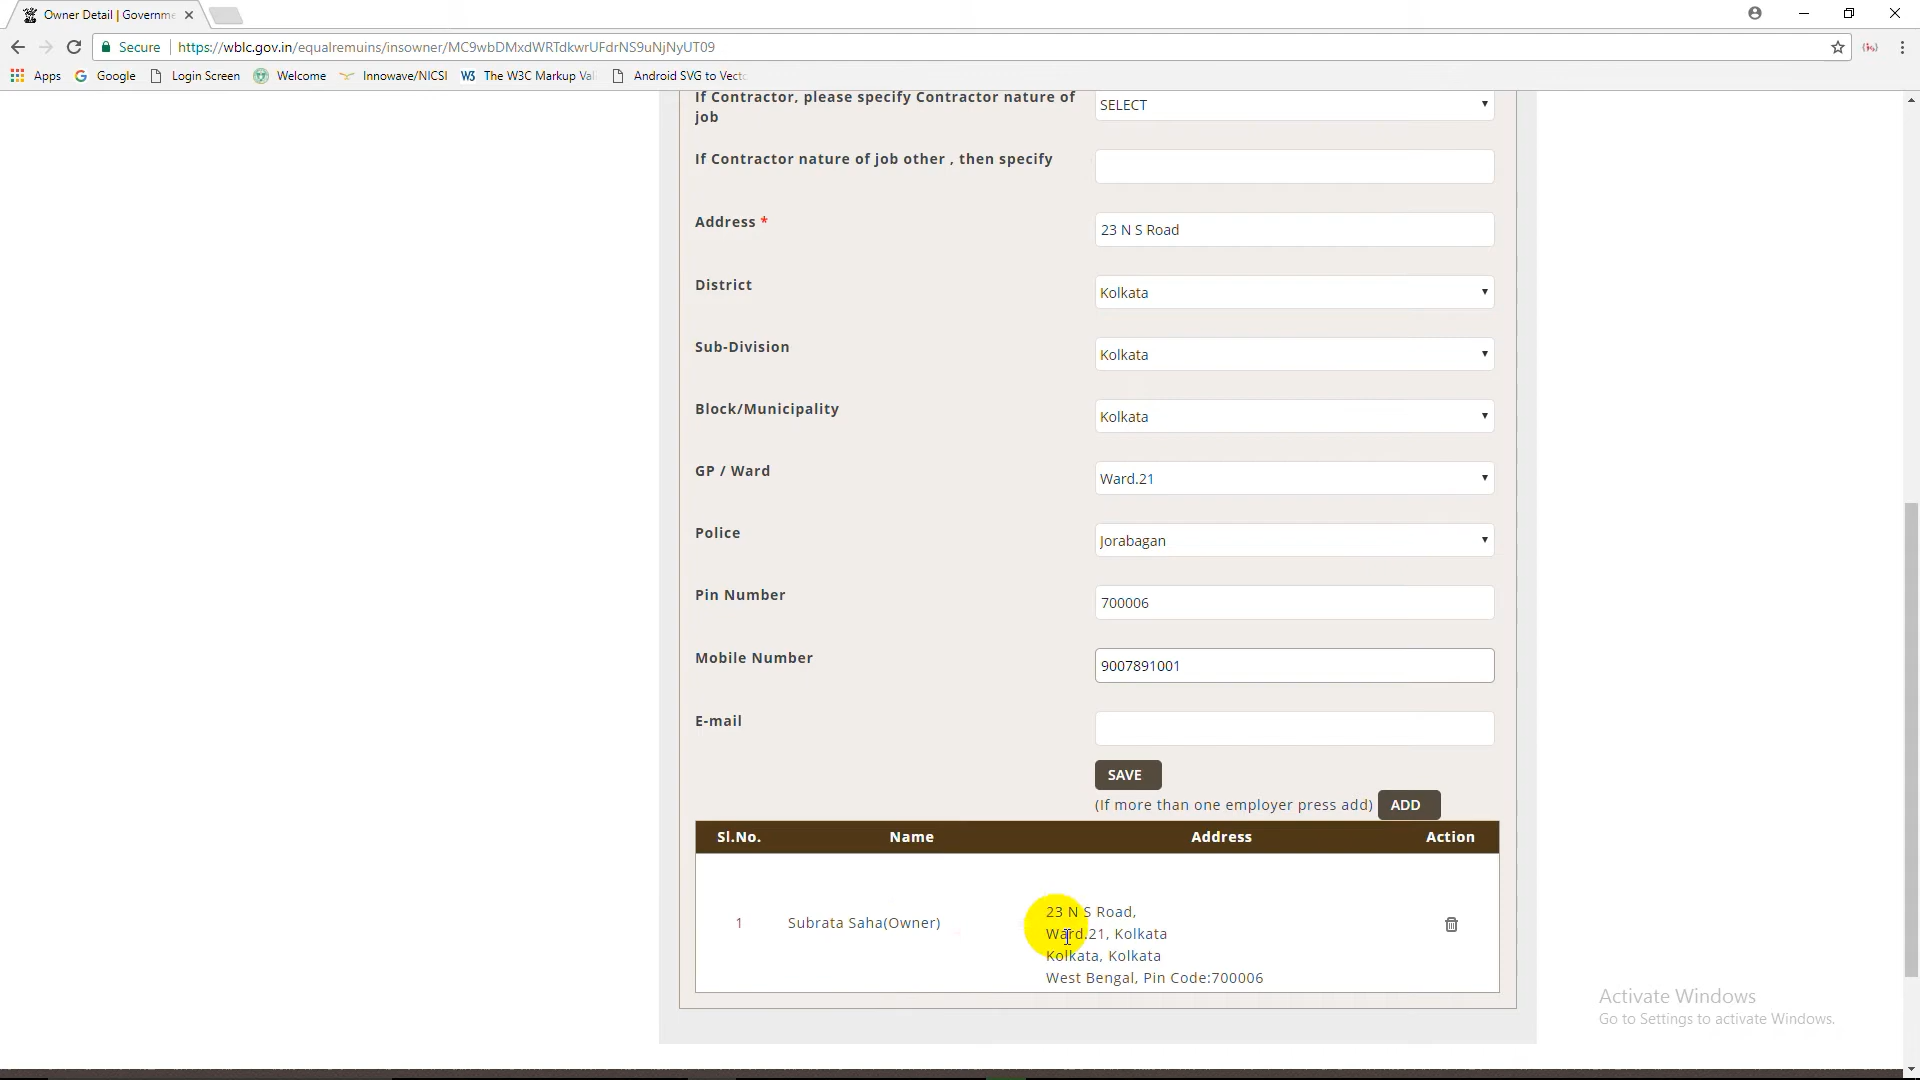 Owner Detail | Governme
Secure
https://wblc.gov.in/equalremuins/insowner/MC9wbDMxdWRTdkwrUFdrNS9uNjNyUT09
Apps
Google
Login Screen
Welcome
Innowave/NICSI
W3 The W3C Markup Val
Android SVG to Vecto
If Contractor, please specify Contractor nature of
job
SELECT
If Contractor nature of job other , then specify
Address *
23 N S Road
District
Kolkata
Sub-Division
Kolkata
Block/Municipality
Kolkata
GP / Ward
Ward.21
Police
Jorabagan
Pin Number
700006
Mobile Number
9007891001
E-mail
SAVE
(If more than one employer press add) ADD
Sl.No. Name Address Action
1 Subrata Saha(Owner)
23 N S Road,
Ward.21, Kolkata
Kolkata, Kolkata
West Bengal, Pin Code:700006
Activate Windows
Go to Settings to activate Windows.